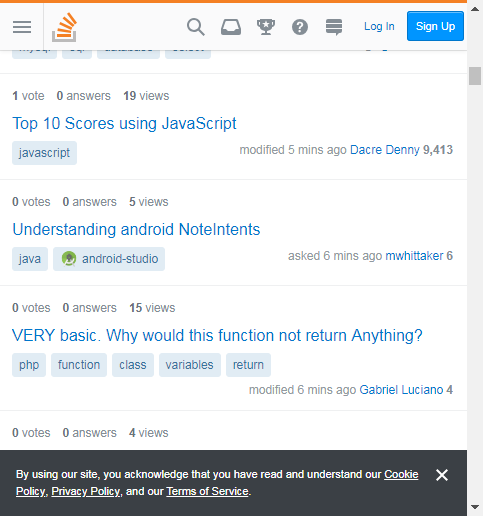 Log In Sign Up
mysql sql database select
1 vote 0 answers 19 views
Top 10 Scores using JavaScript
javascript
modified 5 mins ago Dacre Denny 9,413
0 votes 0 answers 5 views
Understanding android NoteIntents
java android-studio
asked 6 mins ago mwhittaker 6
0 votes 0 answers 15 views
VERY basic. Why would this function not return Anything?
php function class variables return
modified 6 mins ago Gabriel Luciano 4
0 votes 0 answers 4 views
By using our site, you acknowledge that you have read and understand our Cookie
Policy, Privacy Policy, and our Terms of Service.